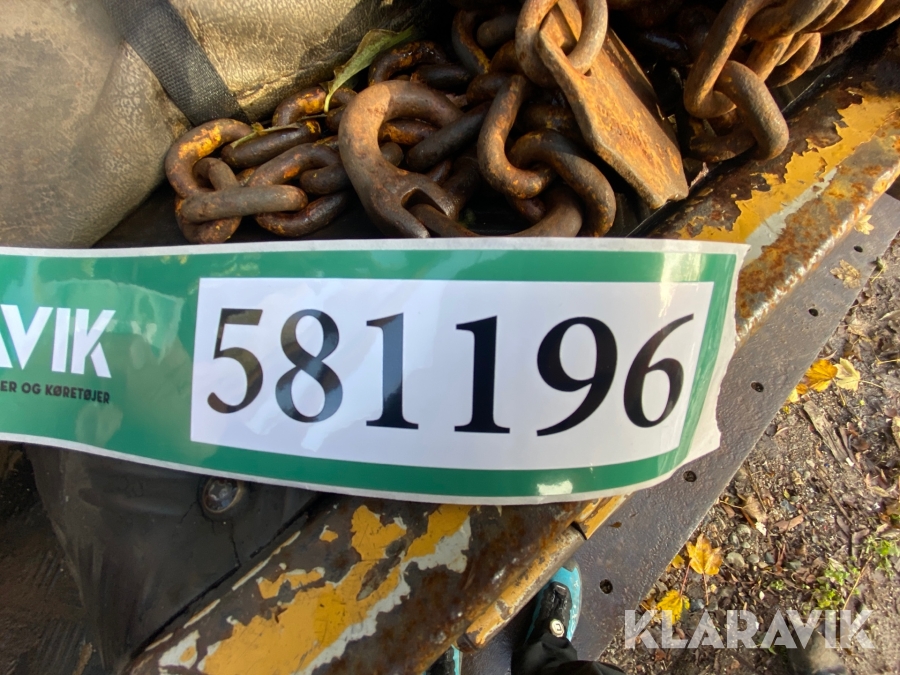 581196
AVIK
ER OG KØRETØJER
KLARAVIK